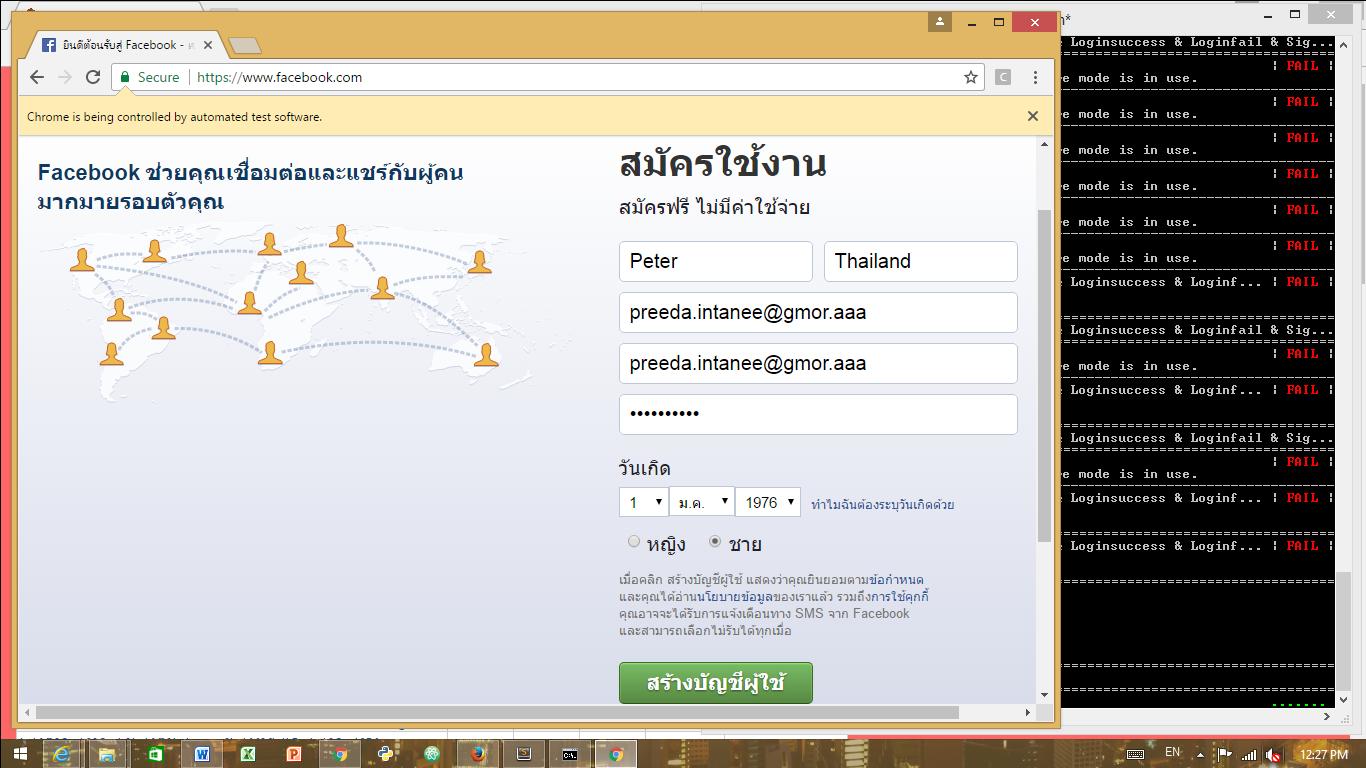 ยินดีต้อนรับสู่ Facebook -
Secure
https://www.facebook.com
Chrome is being controlled by automated test software.
Facebook ช่วยคุณเชื่อมต่อและแชร์กับผู้คน
มากมายรอบตัวคุณ
สมัครใช้งาน
สมัครฟรี ไม่มีค่าใช้จ่าย
Peter
Thailand
preeda.intanee@gmor.aaa
preeda.intanee@gmor.aaa
••••••••••
วันเกิด
1 ม.ค. 1976 ทำไมฉันต้องระบุวันเกิดด้วย
หญิง ชาย
เมื่อคลิก สร้างบัญชีผู้ใช้ แสดงว่าคุณยินยอมตามข้อกำหนด
และคุณได้อ่านนโยบายข้อมูลของเราแล้ว รวมถึงการใช้คุกกี้
คุณอาจจะได้รับการแจ้งเตือนทาง SMS จาก Facebook
และสามารถเลือกไม่รับได้ทุกเมื่อ
สร้างบัญชีผู้ใช้
Loginsuccess & Loginfail & Sig...
| FAIL |
e mode is in use.
| FAIL |
e mode is in use.
| FAIL |
e mode is in use.
| FAIL |
e mode is in use.
| FAIL |
e mode is in use.
| FAIL |
e mode is in use.
Loginsuccess & Loginf... | FAIL |
Loginsuccess & Loginfail & Sig...
| FAIL |
e mode is in use.
Loginsuccess & Loginf... | FAIL |
Loginsuccess & Loginfail & Sig...
| FAIL |
e mode is in use.
Loginsuccess & Loginf... | FAIL |
Loginsuccess & Loginf... | FAIL |
EN
12:27 PM